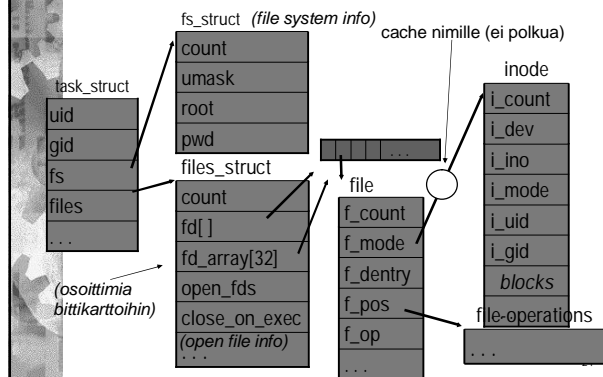 fs_struct (file system info)
count
umask
root
pwd
cache nimille (ei polkua)
task_struct
uid
gid
fs
files
. . .
files_struct
count
fd[ ]
fd_array[32]
open_fds
close_on_exec
(open file info)
. . .
(osoittimia
bittikarttoihin)
. . .
file
f_count
f_mode
f_dentry
f_pos
f_op
. . .
inode
i_count
i_dev
i_ino
i_mode
i_uid
i_gid
blocks
file-operations
. . .